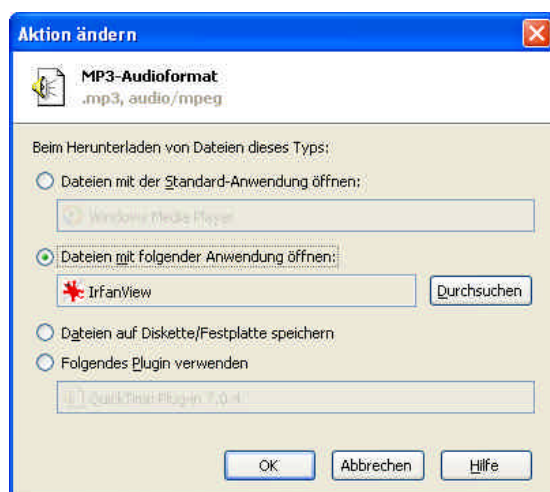 Aktion ändern
MP3-Audioformat
.mp3, audio/mpeg
Beim Herunterladen von Dateien dieses Typs:
Dateien mit der Standard-Anwendung öffnen:
Windows Media Player
Dateien mit folgender Anwendung öffnen:
IrfanView
Durchsuchen
Dateien auf Diskette/Festplatte speichern
Folgendes Plugin verwenden
QuickTime Plug-in 7.0.4
OK Abbrechen Hilfe